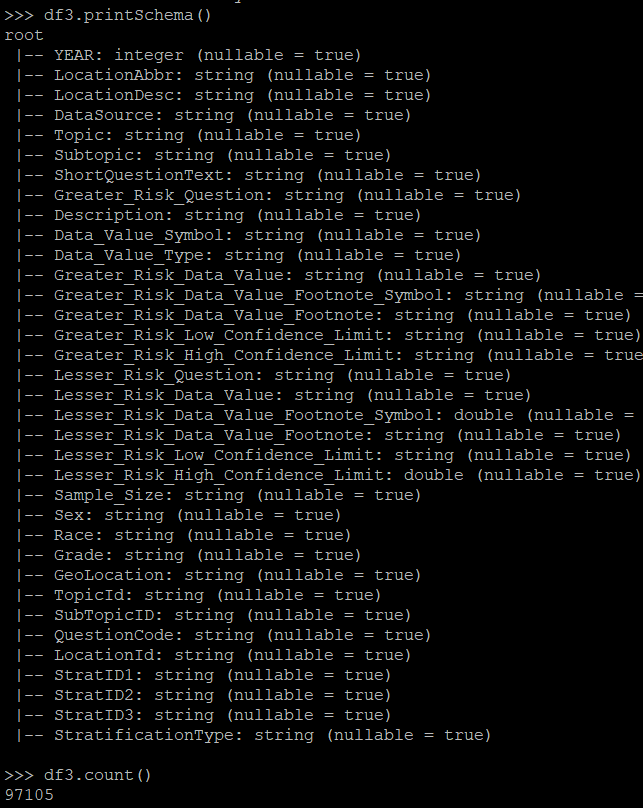 >>> df3.printSchema()
root
 |-- YEAR: integer (nullable = true)
 |-- LocationAbbr: string (nullable = true)
 |-- LocationDesc: string (nullable = true)
 |-- DataSource: string (nullable = true)
 |-- Topic: string (nullable = true)
 |-- Subtopic: string (nullable = true)
 |-- ShortQuestionText: string (nullable = true)
 |-- Greater_Risk_Question: string (nullable = true)
 |-- Description: string (nullable = true)
 |-- Data_Value_Symbol: string (nullable = true)
 |-- Data_Value_Type: string (nullable = true)
 |-- Greater_Risk_Data_Value: string (nullable = true)
 |-- Greater_Risk_Data_Value_Footnote_Symbol: string (nullable =
 |-- Greater_Risk_Data_Value_Footnote: string (nullable = true)
 |-- Greater_Risk_Low_Confidence_Limit: string (nullable = true)
 |-- Greater_Risk_High_Confidence_Limit: string (nullable = true
 |-- Lesser_Risk_Question: string (nullable = true)
 |-- Lesser_Risk_Data_Value: string (nullable = true)
 |-- Lesser_Risk_Data_Value_Footnote_Symbol: double (nullable =
 |-- Lesser_Risk_Data_Value_Footnote: string (nullable = true)
 |-- Lesser_Risk_Low_Confidence_Limit: string (nullable = true)
 |-- Lesser_Risk_High_Confidence_Limit: double (nullable = true)
 |-- Sample_Size: string (nullable = true)
 |-- Sex: string (nullable = true)
 |-- Race: string (nullable = true)
 |-- Grade: string (nullable = true)
 |-- GeoLocation: string (nullable = true)
 |-- TopicId: string (nullable = true)
 |-- SubTopicID: string (nullable = true)
 |-- QuestionCode: string (nullable = true)
 |-- LocationId: string (nullable = true)
 |-- StratID1: string (nullable = true)
 |-- StratID2: string (nullable = true)
 |-- StratID3: string (nullable = true)
 |-- StratificationType: string (nullable = true)
>>> df3.count()
97105